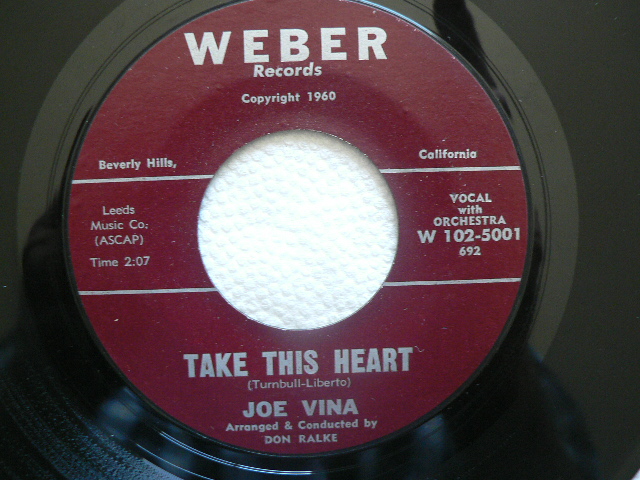 WEBER
Records
Copyright 1960
Beverly Hills, California
Leeds
Music Co.
(ASCAP)
Time 2:07
VOCAL
with
ORCHESTRA
W 102-5001
692
TAKE THIS HEART
(Turnbull-Liberto)
JOE VINA
Arranged & Conducted by
DON RALKE